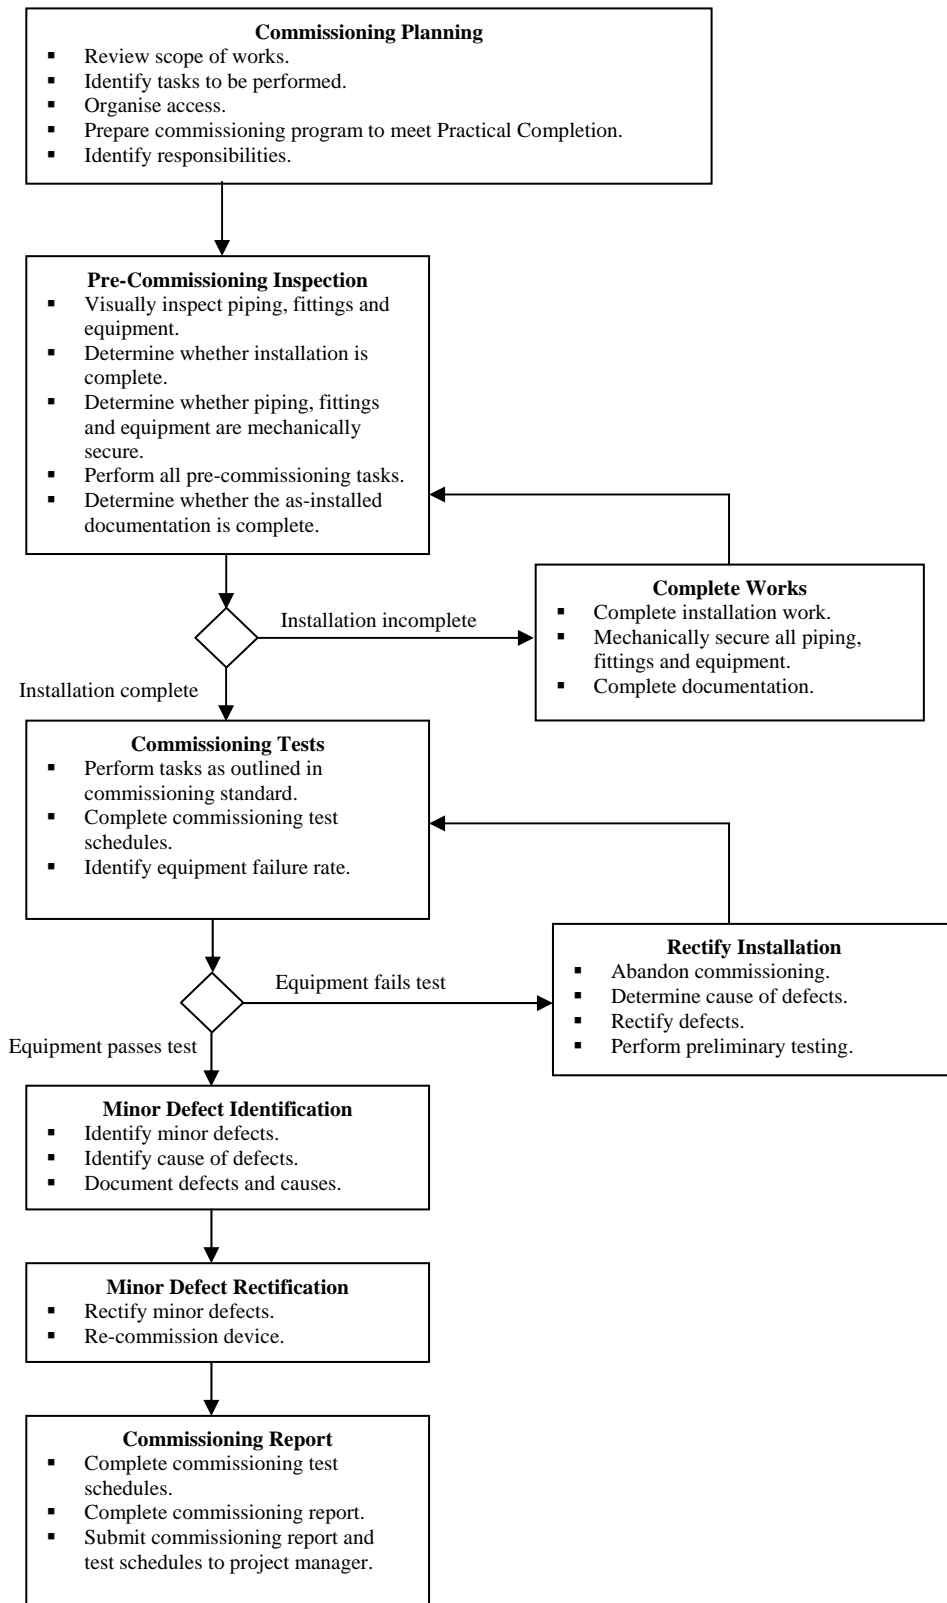 Commissioning Planning
▪ Review scope of works.
▪ Identify tasks to be performed.
▪ Organise access.
▪ Prepare commissioning program to meet Practical Completion.
▪ Identify responsibilities.
Pre-Commissioning Inspection
▪ Visually inspect piping, fittings and
equipment.
▪ Determine whether installation is
complete.
▪ Determine whether piping, fittings
and equipment are mechanically
secure.
▪ Perform all pre-commissioning tasks.
▪ Determine whether the as-installed
documentation is complete.
Installation incomplete
Complete Works
▪ Complete installation work.
▪ Mechanically secure all piping,
fittings and equipment.
▪ Complete documentation.
Installation complete
Commissioning Tests
▪ Perform tasks as outlined in
commissioning standard.
▪ Complete commissioning test
schedules.
▪ Identify equipment failure rate.
Equipment fails test
Rectify Installation
▪ Abandon commissioning.
▪ Determine cause of defects.
▪ Rectify defects.
▪ Perform preliminary testing.
Equipment passes test
Minor Defect Identification
▪ Identify minor defects.
▪ Identify cause of defects.
▪ Document defects and causes.
Minor Defect Rectification
▪ Rectify minor defects.
▪ Re-commission device.
Commissioning Report
▪ Complete commissioning test
schedules.
▪ Complete commissioning report.
▪ Submit commissioning report and
test schedules to project manager.